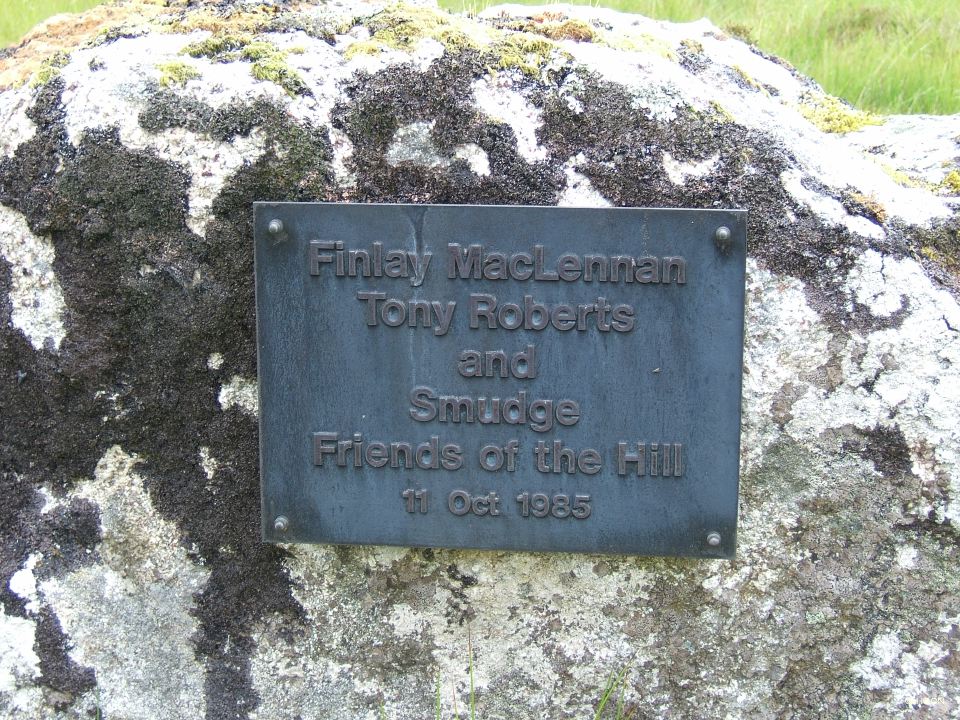 Finlay MacLennan
Tony Roberts
and
Smudge
Friends of the Hill
11 Oct 1985